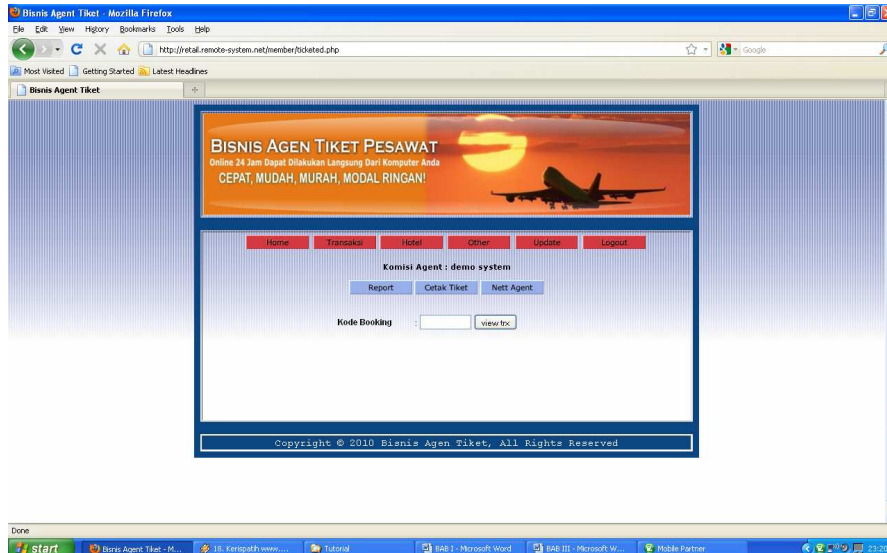 Bisnis Agent Tiket - Mozilla Firefox
File Edit View History Bookmarks Tools Help
http://retail.remote-system.net/member/ticketed.php
Google
Most Visited Getting Started Latest Headlines
Bisnis Agent Tiket
BISNIS AGEN TIKET PESAWAT
Online 24 Jam Dapat Dilakukan Langsung Dari Komputer Anda
CEPAT, MUDAH, MURAH, MODAL RINGAN!
Home Transaksi Hotel Other Update Logout
Komisi Agent : demo system
Report Cetak Tiket Nett Agent
Kode Booking : view trx
Copyright © 2010 Bisnis Agen Tiket, All Rights Reserved
Done
start Bisnis Agent Tiket - M... 18. Kerispatih www.... Tutorial BAB I - Microsoft Word BAB III - Microsoft W... Mobile Partner